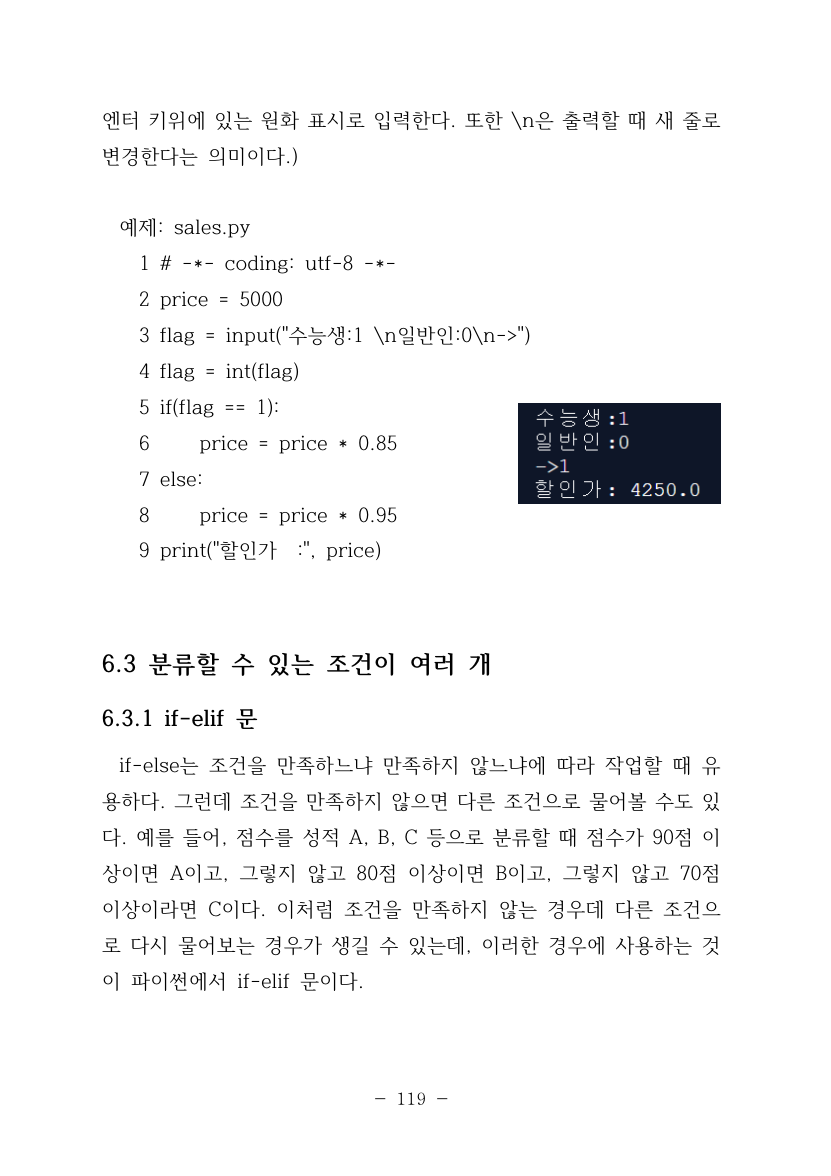 엔터 키위에 있는 원화 표시로 입력한다. 또한 \n은 출력할 때 새 줄로
변경한다는 의미이다.)
예제: sales.py
1 # -*- coding: utf-8 -*-
2 price = 5000
3 flag = input("수능생:1 \n일반인:0\n->")
4 flag = int(flag)
5 if(flag == 1):
6    price = price * 0.85
7 else:
8    price = price * 0.95
9 print("할인가  :", price)
수능생:1
일반인:0
->1
할인가: 4250.0
6.3 분류할 수 있는 조건이 여러 개
6.3.1 if-elif 문
if-else는 조건을 만족하느냐 만족하지 않느냐에 따라 작업할 때 유
용하다. 그런데 조건을 만족하지 않으면 다른 조건으로 물어볼 수도 있
다. 예를 들어, 점수를 성적 A, B, C 등으로 분류할 때 점수가 90점 이
상이면 A이고, 그렇지 않고 80점 이상이면 B이고, 그렇지 않고 70점
이상이라면 C이다. 이처럼 조건을 만족하지 않는 경우데 다른 조건으
로 다시 물어보는 경우가 생길 수 있는데, 이러한 경우에 사용하는 것
이 파이썬에서 if-elif 문이다.
- 119 -